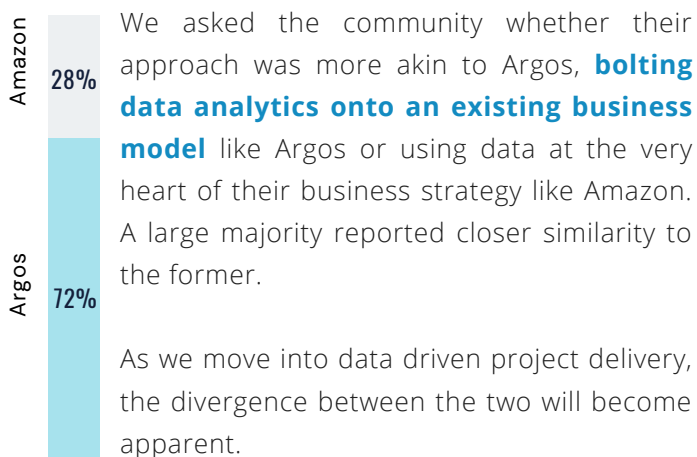 Amazon
28%
Argos
72%
We asked the community whether their
approach was more akin to Argos, bolting
data analytics onto an existing business
model like Argos or using data at the very
heart of their business strategy like Amazon.
A large majority reported closer similarity to
the former.
As we move into data driven project delivery,
the divergence between the two will become
apparent.